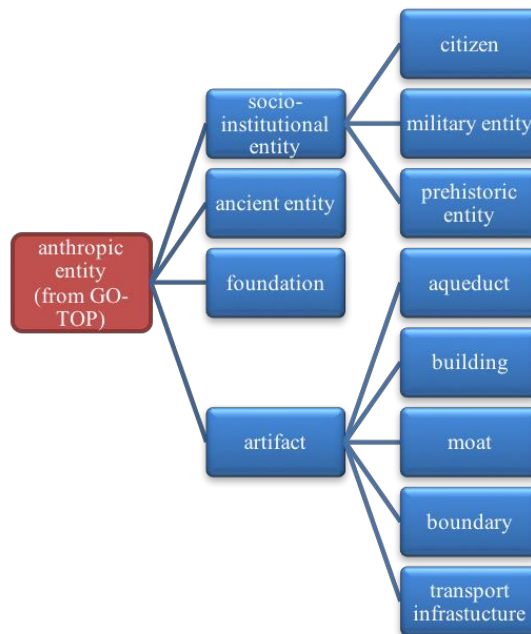 citizen
socio-
institutional
entity
military entity
prehistoric
entity
ancient entity
anthropic
entity
(from GO-
TOP)
foundation
aqueduct
building
artifact
moat
boundary
transport
infrastucture